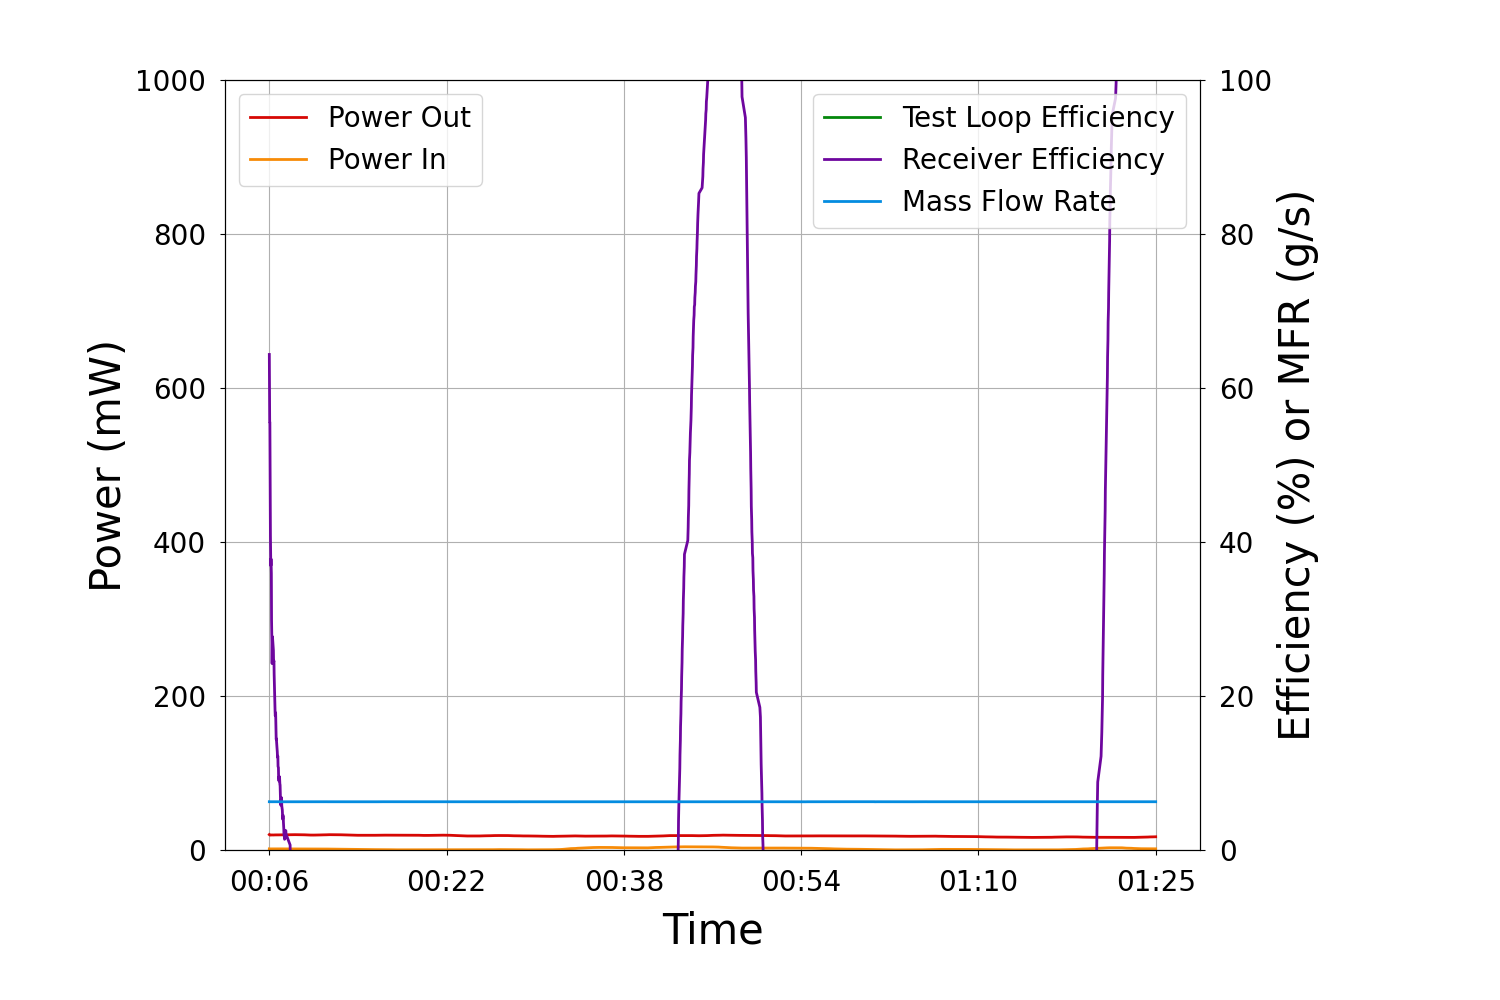 1000
100
Power Out
Power In
Test Loop Efficiency
Receiver Efficiency
Mass Flow Rate
800
80
600
60
400
40
200
20
0
0
Power (mW)
Efficiency (%) or MFR (g/s)
00:06
00:22
00:38
00:54
01:10
01:25
Time